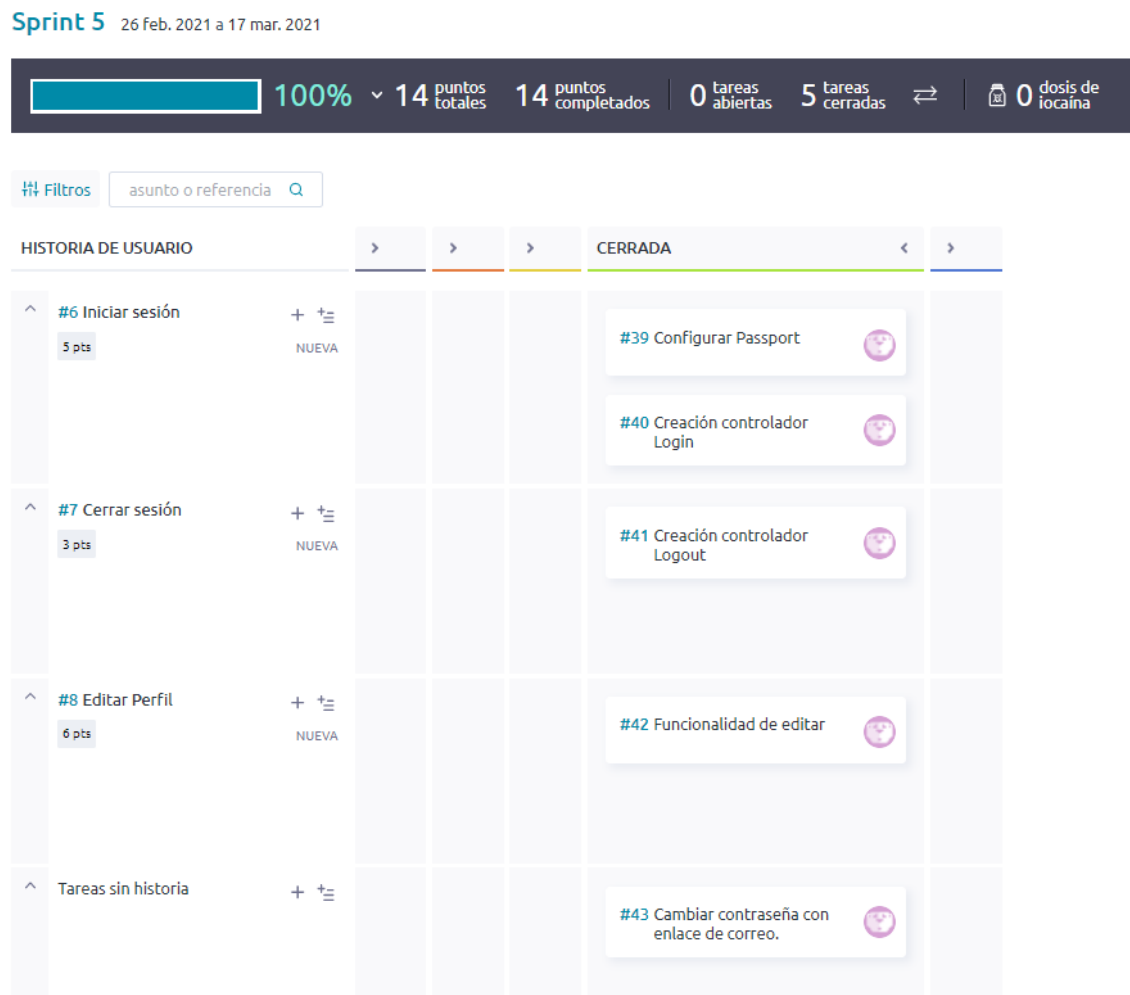 Sprint 5 26 feb. 2021 a 17 mar. 2021
100% 14 puntos totales 14 puntos completados 0 tareas abiertas 5 tareas cerradas 0 dosis de iocaína
Filtros asunto o referencia
HISTORIA DE USUARIO CERRADA
#6 Iniciar sesión
5 pts NUEVA
#39 Configurar Passport
#40 Creación controlador
Login
#7 Cerrar sesión
3 pts NUEVA
#41 Creación controlador
Logout
#8 Editar Perfil
6 pts NUEVA
#42 Funcionalidad de editar
Tareas sin historia
#43 Cambiar contraseña con
enlace de correo.